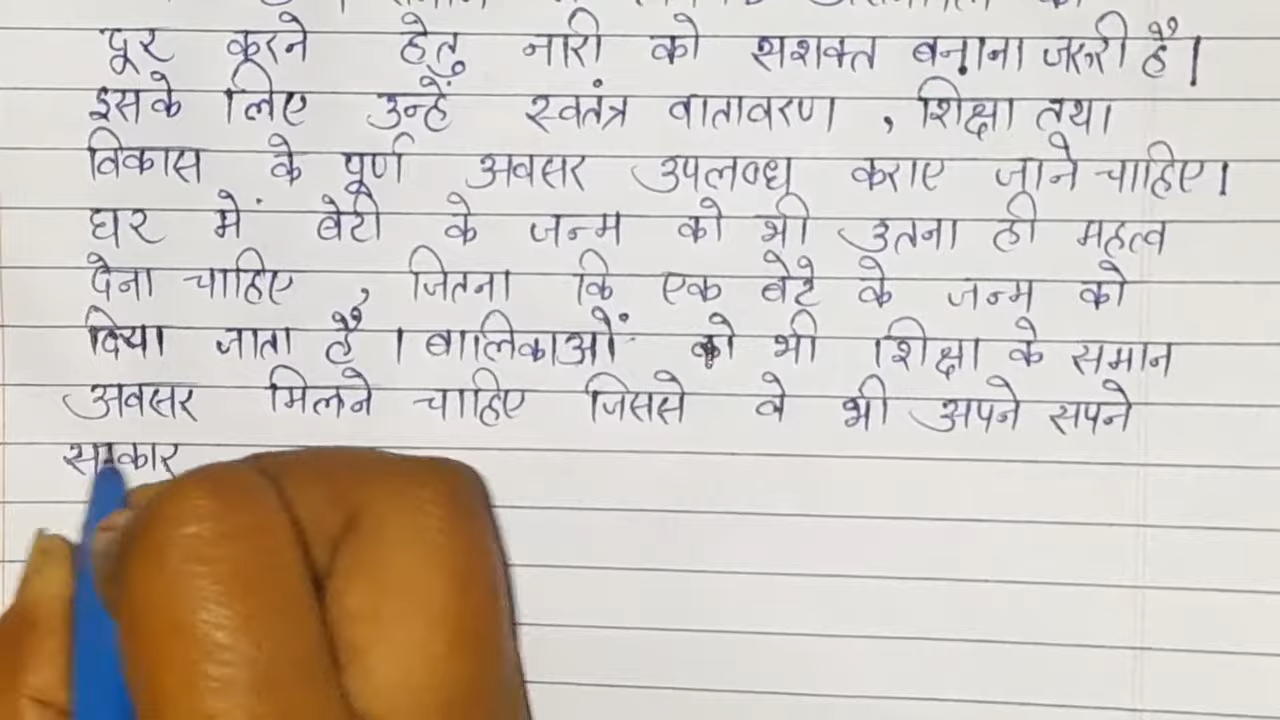 दूर करने हेतु नारी को सशक्त बनाना जरूरी है।
इसके लिए उन्हें स्वतंत्र वातावरण , शिक्षा तथा
विकास के पूर्ण अवसर उपलब्ध कराए जाने चाहिए।
घर में बेटी के जन्म को भी उतना ही महत्व
देना चाहिए , जितना कि एक बेटे के जन्म को
दिया जाता है । बालिकाओं को भी शिक्षा के समान
अवसर मिलने चाहिए जिससे वे भी अपने सपने